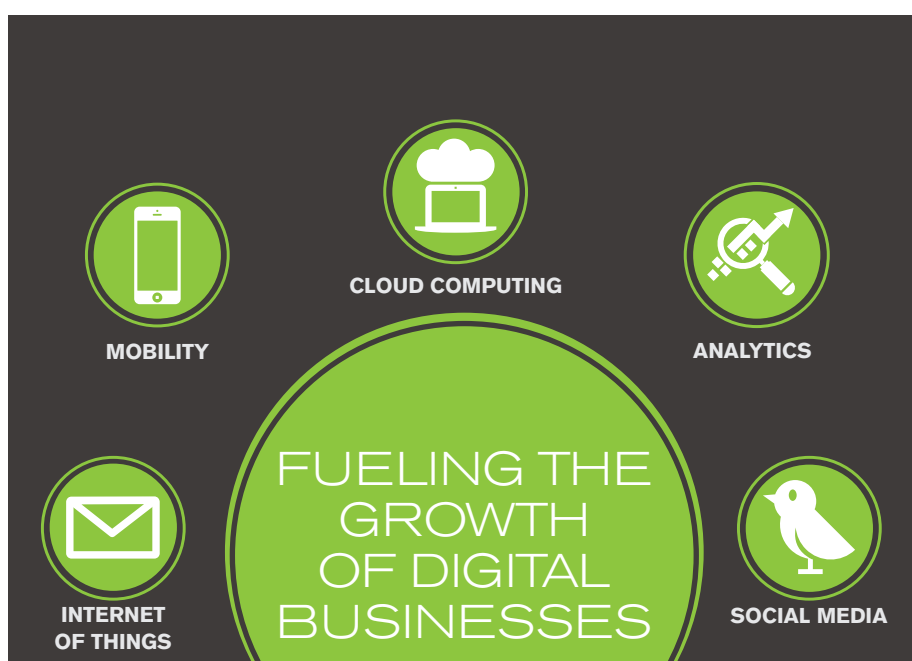 CLOUD COMPUTING
MOBILITY
ANALYTICS
FUELING THE
GROWTH
OF DIGITAL
BUSINESSES
INTERNET
OF THINGS
SOCIAL MEDIA